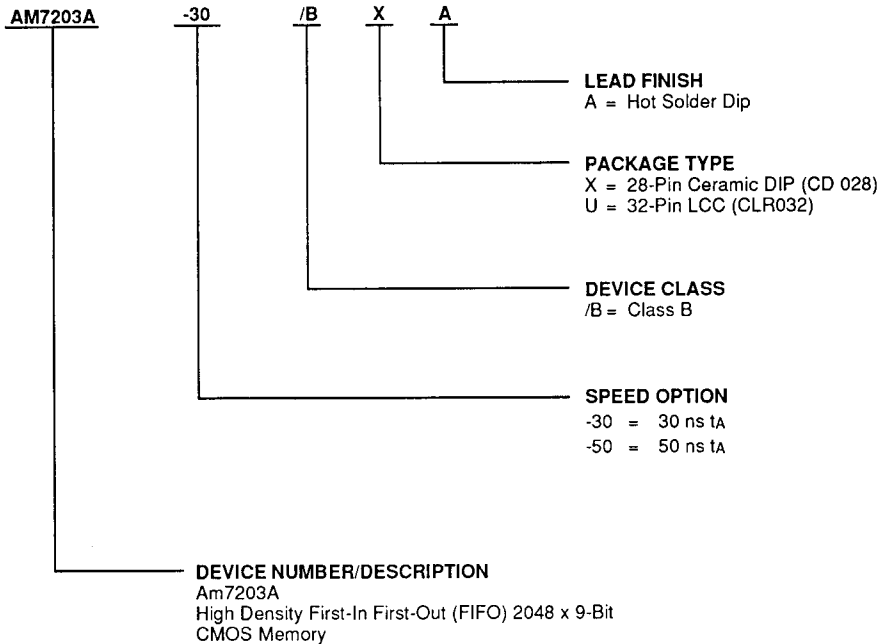 AM7203A -30 /B X A
LEAD FINISH
A = Hot Solder Dip
PACKAGE TYPE
X = 28-Pin Ceramic DIP (CD 028)
U = 32-Pin LCC (CLR032)
DEVICE CLASS
/B = Class B
SPEED OPTION
-30 = 30 ns tA
-50 = 50 ns tA
DEVICE NUMBER/DESCRIPTION
Am7203A
High Density First-In First-Out (FIFO) 2048 x 9-Bit
CMOS Memory